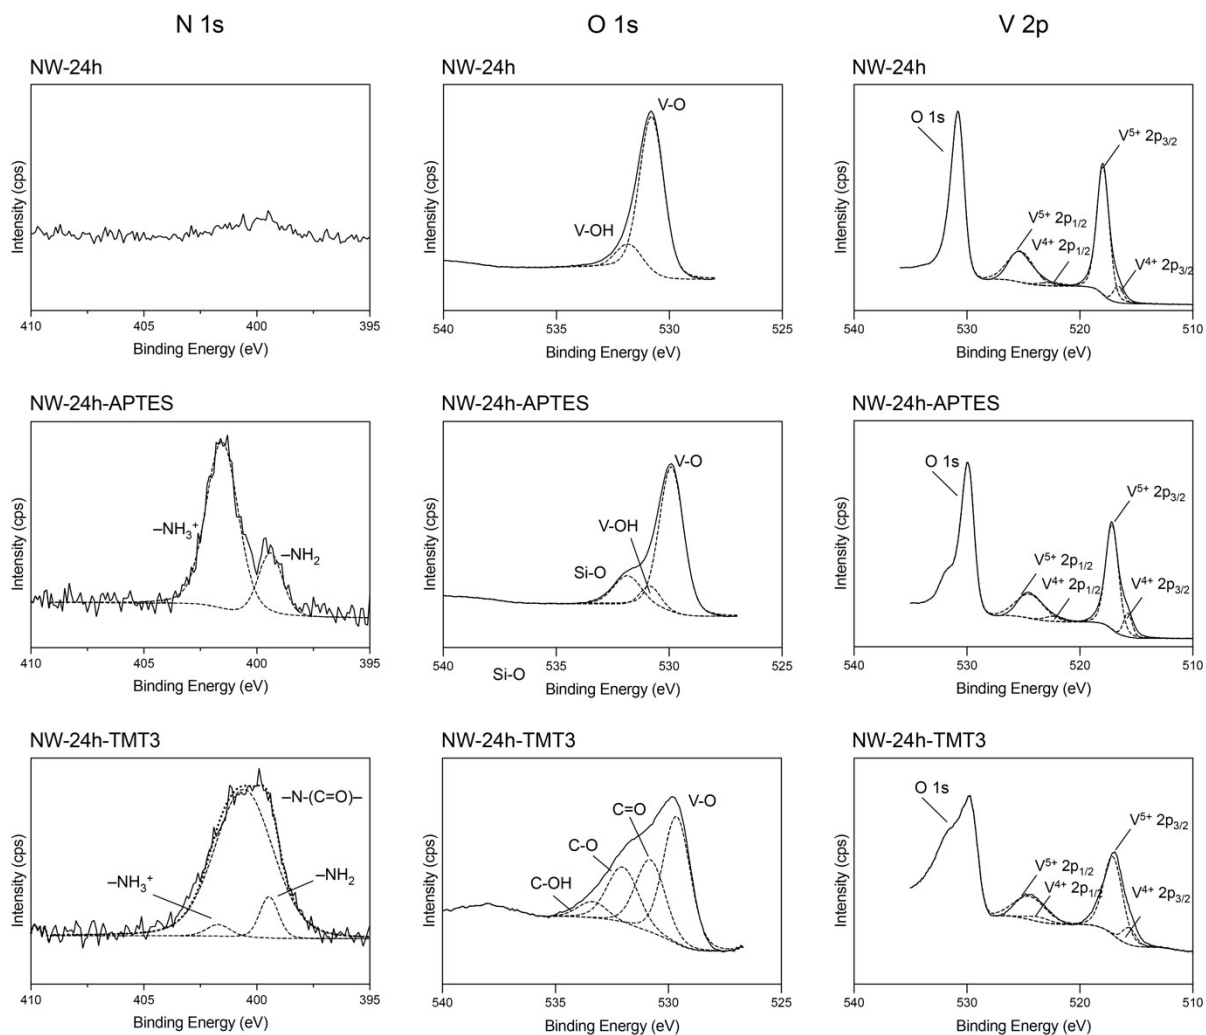 N 1s
O 1s
V 2p
NW-24h
Intensity (cps)
410
405
400
395
Binding Energy (eV)
NW-24h
Intensity (cps)
V-O
V-OH
540
535
530
525
Binding Energy (eV)
NW-24h
Intensity (cps)
O 1s
V⁵⁺ 2p₃/₂
V⁵⁺ 2p₁/₂
V⁴⁺ 2p₁/₂
V⁴⁺ 2p₃/₂
540
530
520
510
Binding Energy (eV)
NW-24h-APTES
Intensity (cps)
–NH₃⁺
–NH₂
410
405
400
395
Binding Energy (eV)
NW-24h-APTES
Intensity (cps)
V-O
V-OH
Si-O
540
535
530
525
Si-O
Binding Energy (eV)
NW-24h-APTES
Intensity (cps)
O 1s
V⁵⁺ 2p₃/₂
V⁵⁺ 2p₁/₂
V⁴⁺ 2p₁/₂
V⁴⁺ 2p₃/₂
540
530
520
510
Binding Energy (eV)
NW-24h-TMT3
Intensity (cps)
–N-(C=O)–
–NH₃⁺
–NH₂
410
405
400
395
Binding Energy (eV)
NW-24h-TMT3
Intensity (cps)
V-O
C=O
C-O
C-OH
540
535
530
525
Binding Energy (eV)
NW-24h-TMT3
Intensity (cps)
O 1s
V⁵⁺ 2p₃/₂
V⁵⁺ 2p₁/₂
V⁴⁺ 2p₁/₂
V⁴⁺ 2p₃/₂
540
530
520
510
Binding Energy (eV)